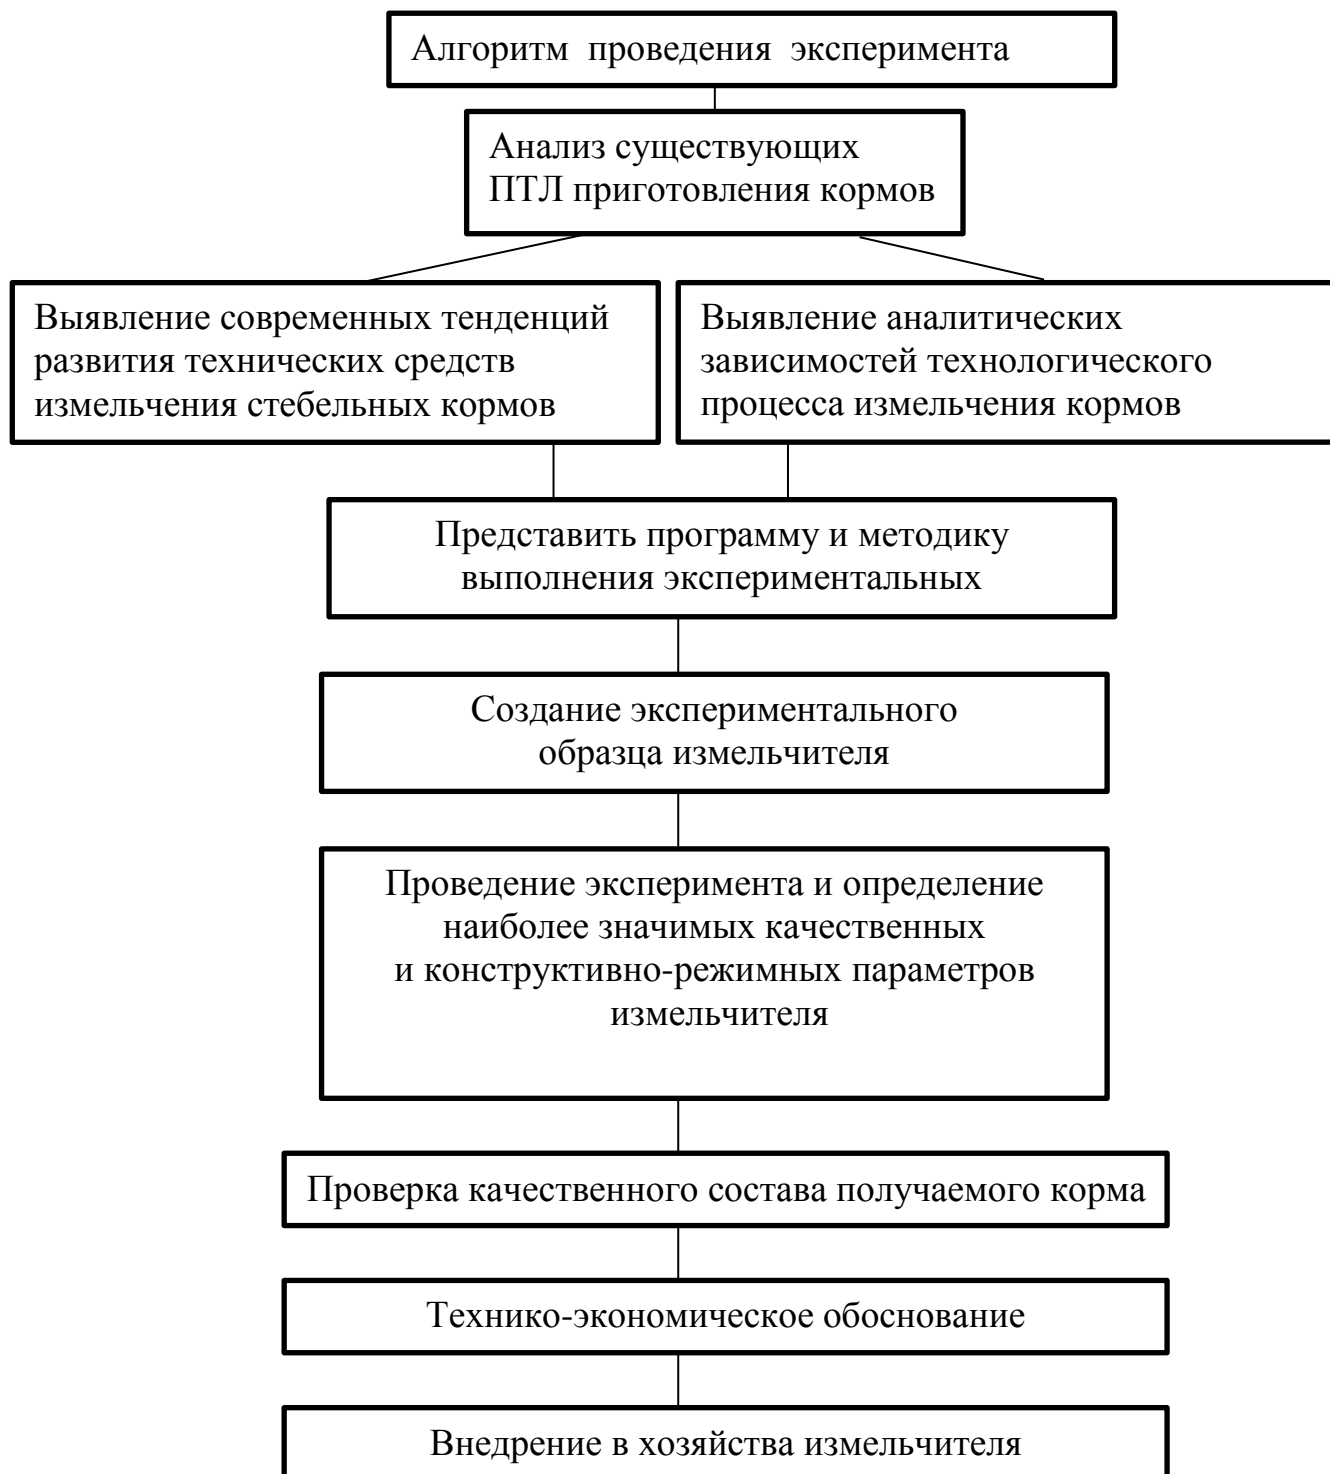 Алгоритм проведения эксперимента
Анализ существующих
ПТЛ приготовления кормов
Выявление современных тенденций
развития технических средств
измельчения стебельных кормов
Выявление аналитических
зависимостей технологического
процесса измельчения кормов
Представить программу и методику
выполнения экспериментальных
Создание экспериментального
образца измельчителя
Проведение эксперимента и определение
наиболее значимых качественных
и конструктивно-режимных параметров
измельчителя
Проверка качественного состава получаемого корма
Технико-экономическое обоснование
Внедрение в хозяйства измельчителя